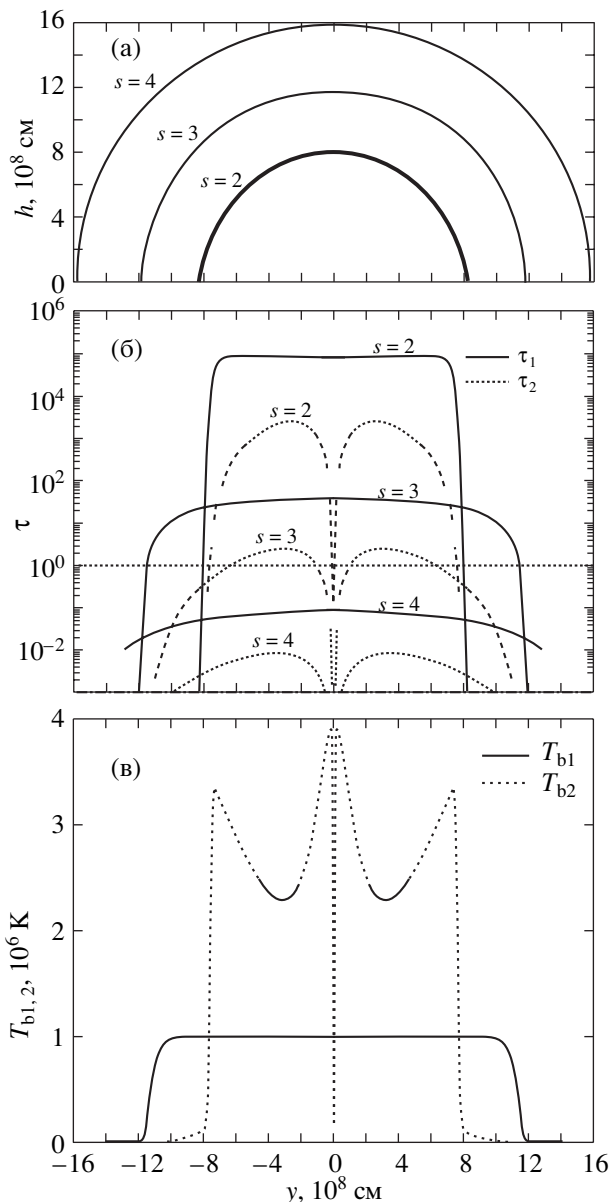 (а)
16
12
8
4
0
h, 10⁸ см
s = 4
s = 3
s = 2
(б)
10⁶
10⁴
10²
10⁰
10⁻²
τ
s = 2
τ₁
τ₂
s = 2
s = 3
s = 3
s = 4
s = 4
(в)
4
3
2
1
0
T_b1,2, 10⁶ K
T_b1
T_b2
−16 −12 −8 −4 0 4 8 12 16
y, 10⁸ см